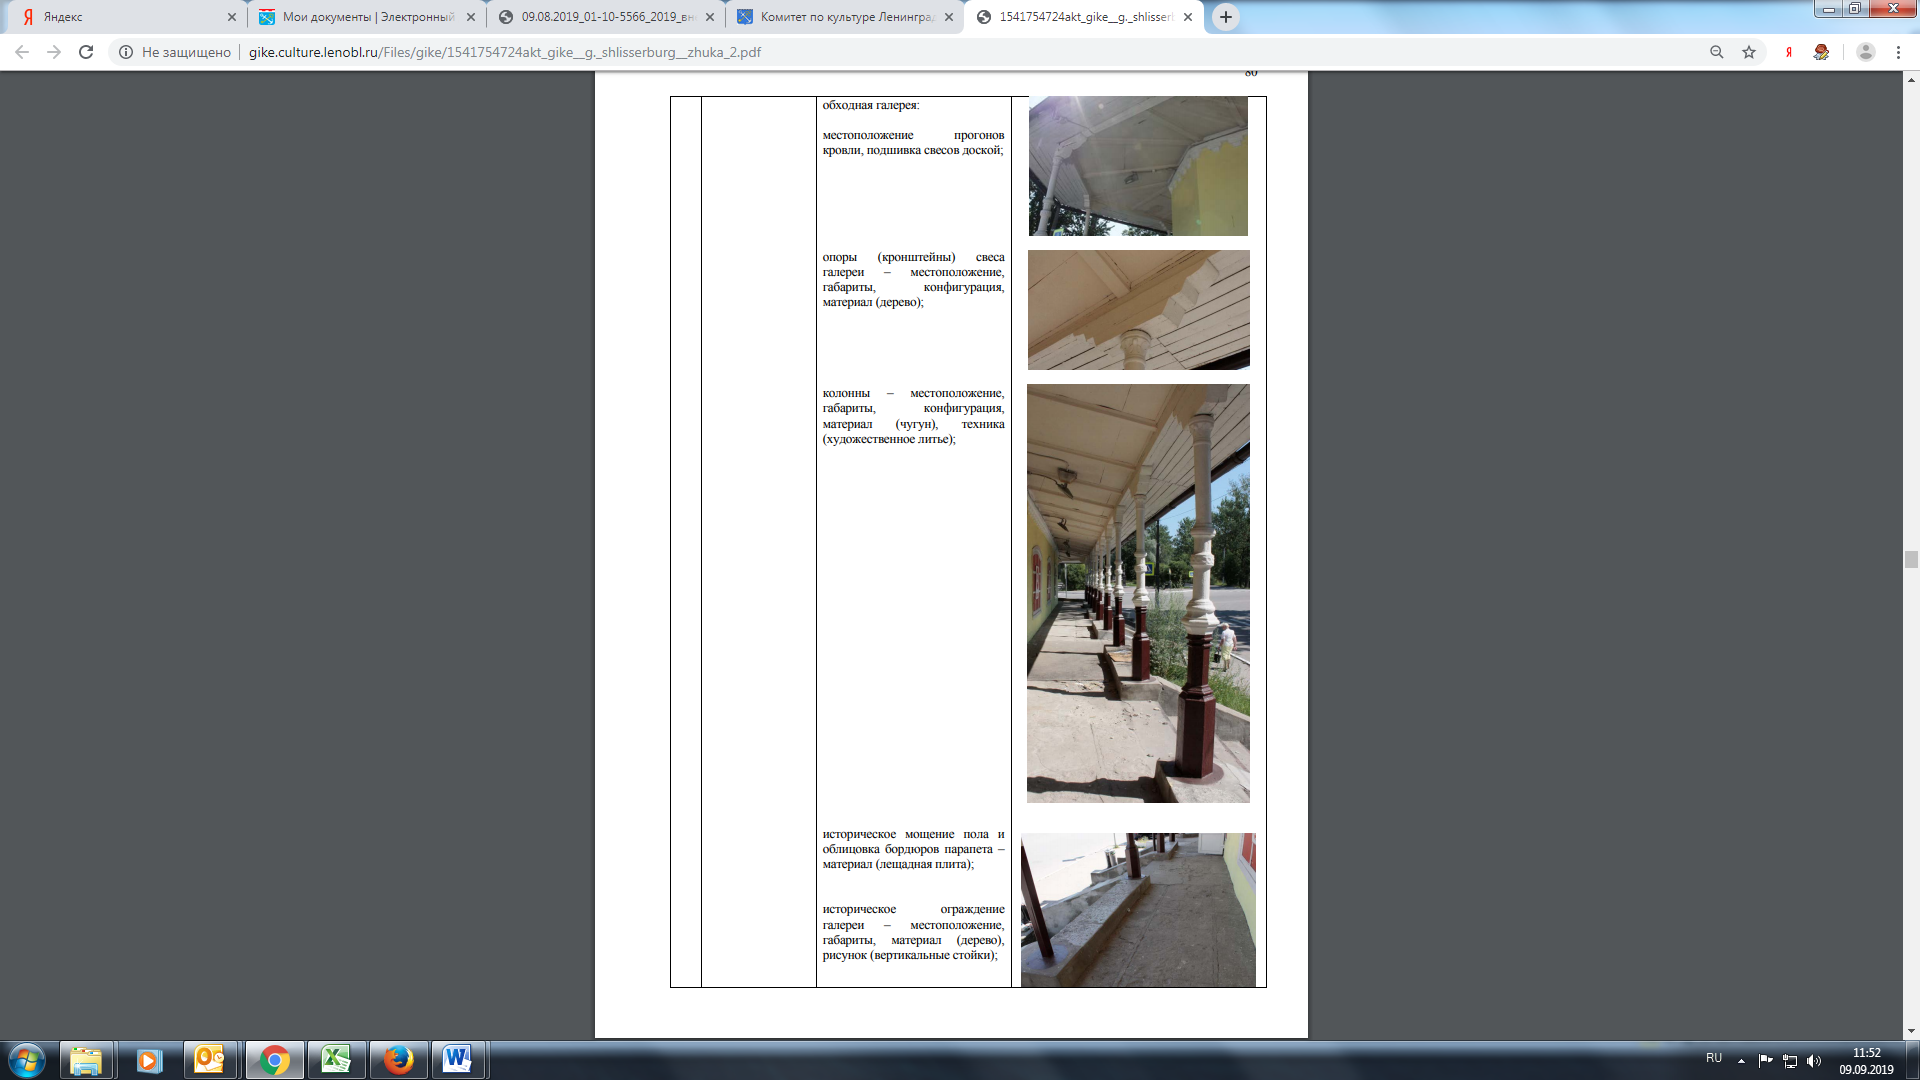 Яндекс
Мои документы | Электронный
09.08.2019_01-10-5566_2019_вн
Комитет по культуре Ленинград
1541754724akt_gike__g._shlisser
Не защищено
gike.culture.lenobl.ru/Files/gike/1541754724akt_gike__g._shlisserburg__zhuka_2.pdf
80
обходная галерея:
местоположение прогонов
кровли, подшивка свесов доской;
опоры (кронштейны) свеса
галереи – местоположение,
габариты, конфигурация,
материал (дерево);
колонны – местоположение,
габариты, конфигурация,
материал (чугун), техника
(художественное литье);
историческое мощение пола и
облицовка бордюров парапета –
материал (лещадная плита);
историческое ограждение
галереи – местоположение,
габариты, материал (дерево),
рисунок (вертикальные стойки);
RU
11:52
09.09.2019